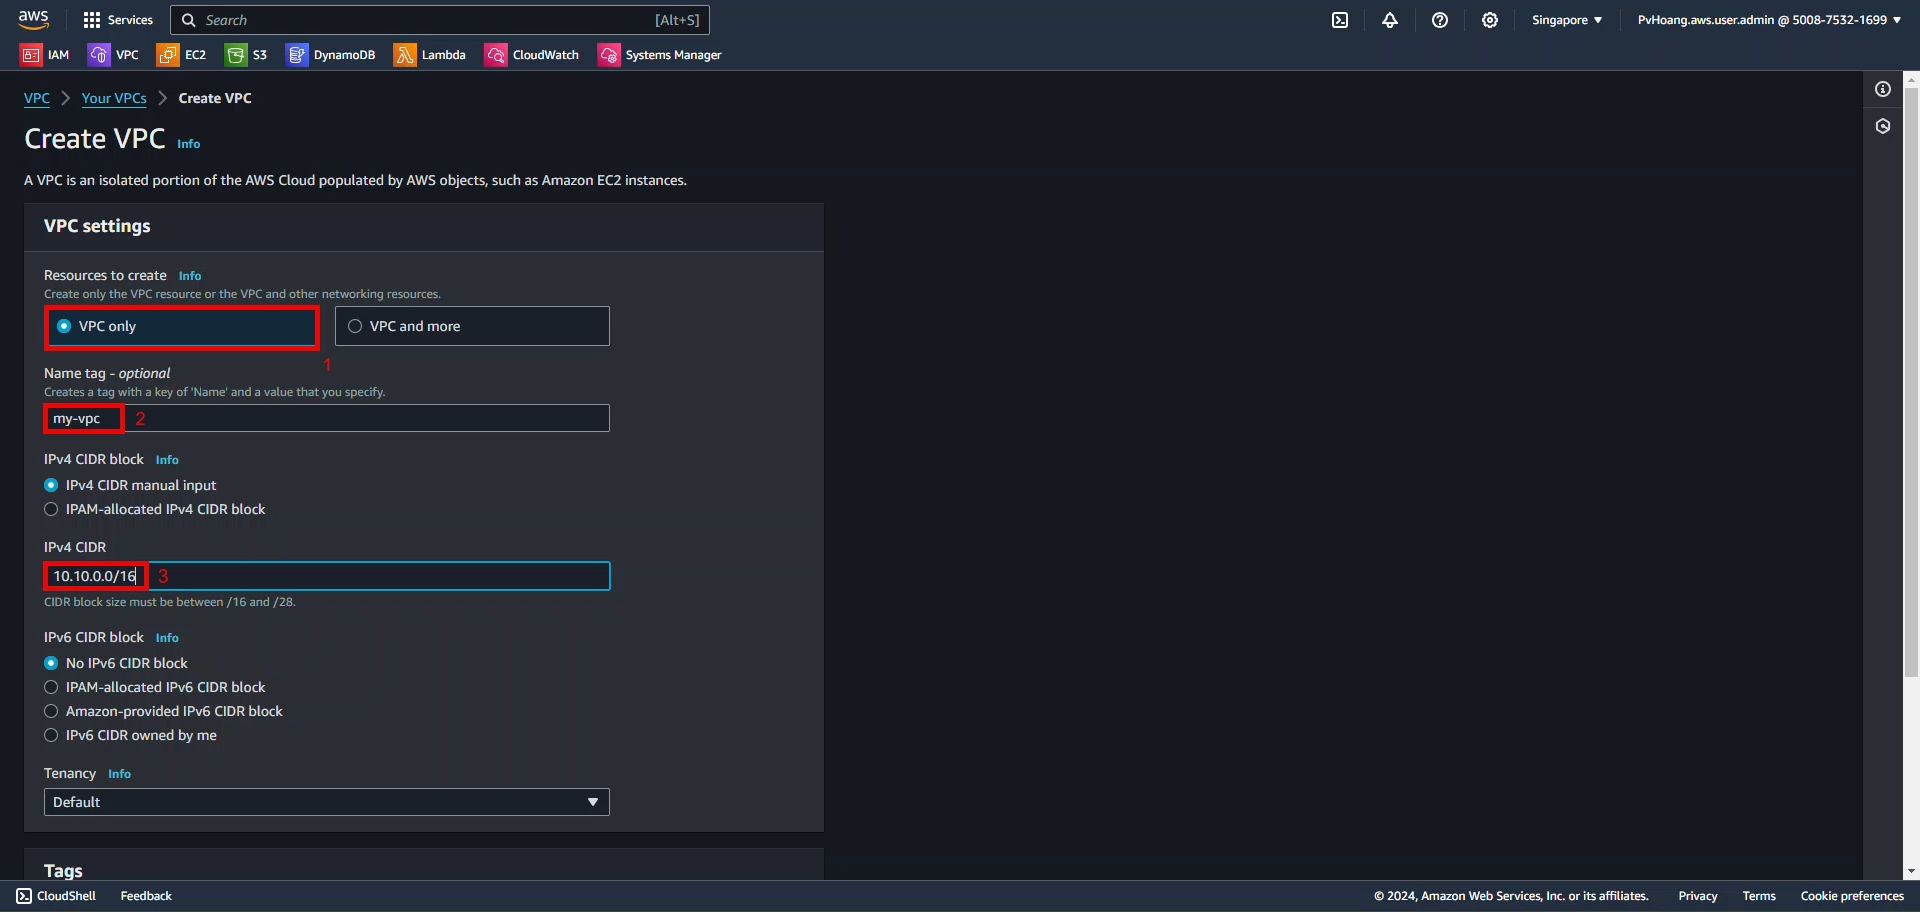 aws Services Search [Alt+S] Singapore ▼ PvHoang.aws.user.admin @ 5008-7532-1699 ▼
IAM VPC EC2 S3 DynamoDB Lambda CloudWatch Systems Manager
VPC > Your VPCs > Create VPC
Create VPC Info
A VPC is an isolated portion of the AWS Cloud populated by AWS objects, such as Amazon EC2 instances.
VPC settings
Resources to create Info
Create only the VPC resource or the VPC and other networking resources.
VPC only VPC and more
1
Name tag - optional
Creates a tag with a key of 'Name' and a value that you specify.
my-vpc 2
IPv4 CIDR block Info
IPv4 CIDR manual input
IPAM-allocated IPv4 CIDR block
IPv4 CIDR
10.10.0.0/16 3
CIDR block size must be between /16 and /28.
IPv6 CIDR block Info
No IPv6 CIDR block
IPAM-allocated IPv6 CIDR block
Amazon-provided IPv6 CIDR block
IPv6 CIDR owned by me
Tenancy Info
Default
Tags
CloudShell Feedback © 2024, Amazon Web Services, Inc. or its affiliates. Privacy Terms Cookie preferences